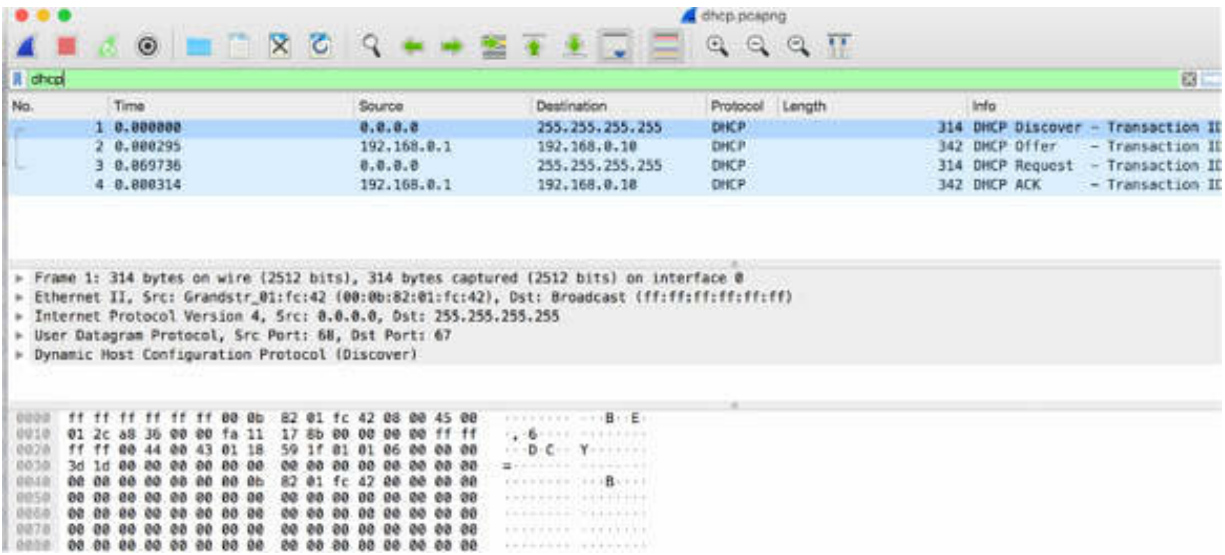 dhcp.pcapng
dhcp
No. Time Source Destination Protocol Length Info
1 0.000000 0.0.0.0 255.255.255.255 DHCP 314 DHCP Discover - Transaction ID
2 0.000295 192.168.0.1 192.168.0.10 DHCP 342 DHCP Offer - Transaction ID
3 0.069736 0.0.0.0 255.255.255.255 DHCP 314 DHCP Request - Transaction ID
4 0.000314 192.168.0.1 192.168.0.10 DHCP 342 DHCP ACK - Transaction ID
Frame 1: 314 bytes on wire (2512 bits), 314 bytes captured (2512 bits) on interface 0
Ethernet II, Src: Grandstr_01:fc:42 (00:0b:82:01:fc:42), Dst: Broadcast (ff:ff:ff:ff:ff:ff)
Internet Protocol Version 4, Src: 0.0.0.0, Dst: 255.255.255.255
User Datagram Protocol, Src Port: 68, Dst Port: 67
Dynamic Host Configuration Protocol (Discover)
0000 ff ff ff ff ff ff 00 0b 82 01 fc 42 08 00 45 00 ········ ···B··E·
0010 01 2c a8 36 00 00 fa 11 17 8b 00 00 00 00 ff ff ·,·6···· ········
0020 ff ff 00 44 00 43 01 18 59 1f 01 01 06 00 00 00 ···D·C·· Y·······
0030 3d 1d 00 00 00 00 00 00 00 00 00 00 00 00 00 00 =······· ········
0040 00 00 00 00 00 00 0b 82 01 fc 42 00 00 00 00 ········ ···B····
0050 00 00 00 00 00 00 00 00 00 00 00 00 00 00 00 00 ········ ········
0060 00 00 00 00 00 00 00 00 00 00 00 00 00 00 00 00 ········ ········
0070 00 00 00 00 00 00 00 00 00 00 00 00 00 00 00 00 ········ ········
0080 00 00 00 00 00 00 00 00 00 00 00 00 00 00 00 00 ········ ········